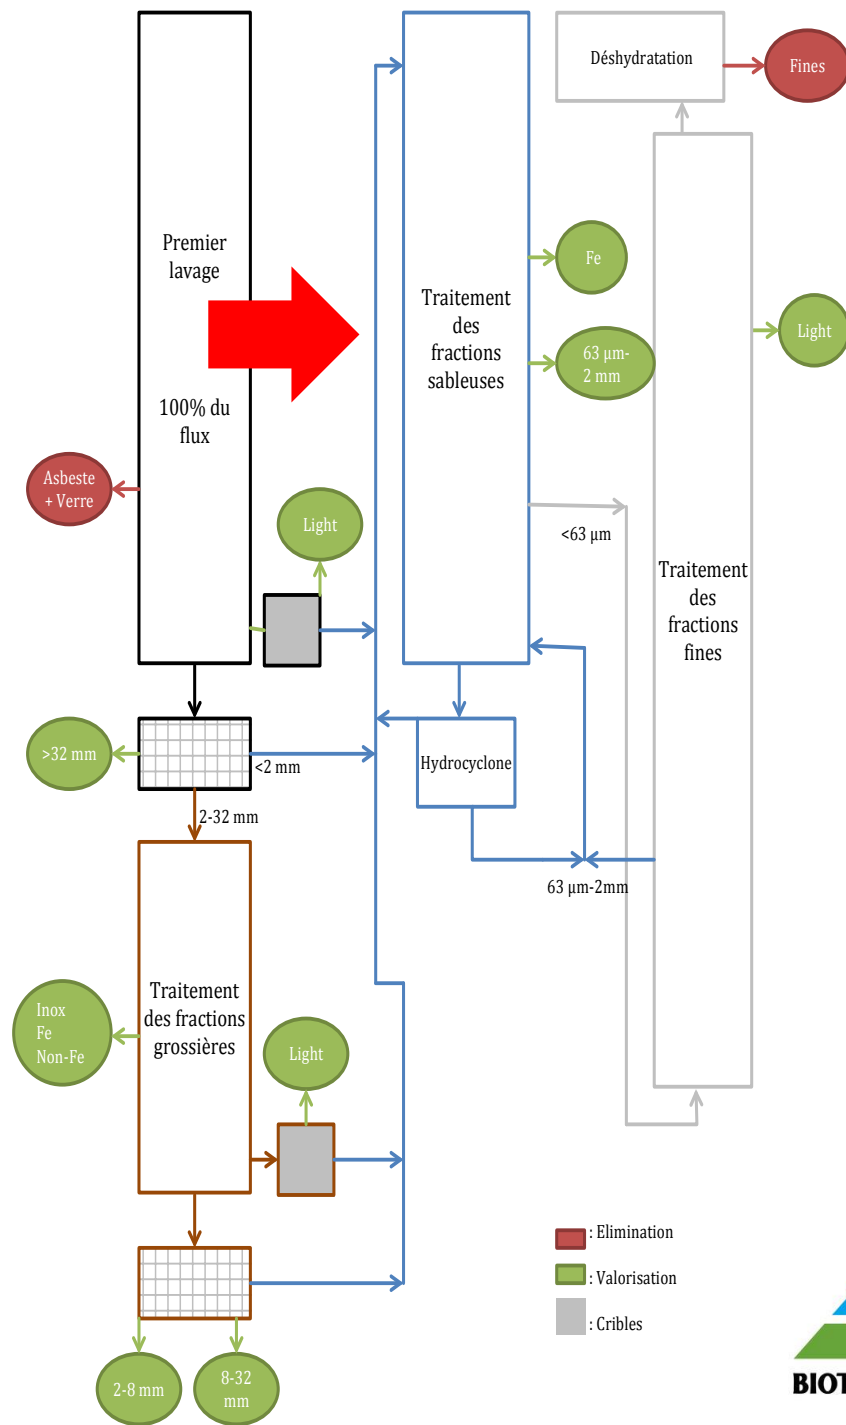 Déshydratation
Fines
Premier
lavage
100% du
flux
Fe
Traitement
des
fractions
sableuses
63 µm-
2 mm
Light
Asbeste
+ Verre
Light
<63 µm
Traitement
des
fractions
fines
>32 mm
<2 mm
Hydrocyclone
2-32 mm
63 µm-2mm
Inox
Fe
Non-Fe
Traitement
des fractions
grossières
Light
: Elimination
: Valorisation
: Cribles
2-8 mm
8-32
mm
BIOT